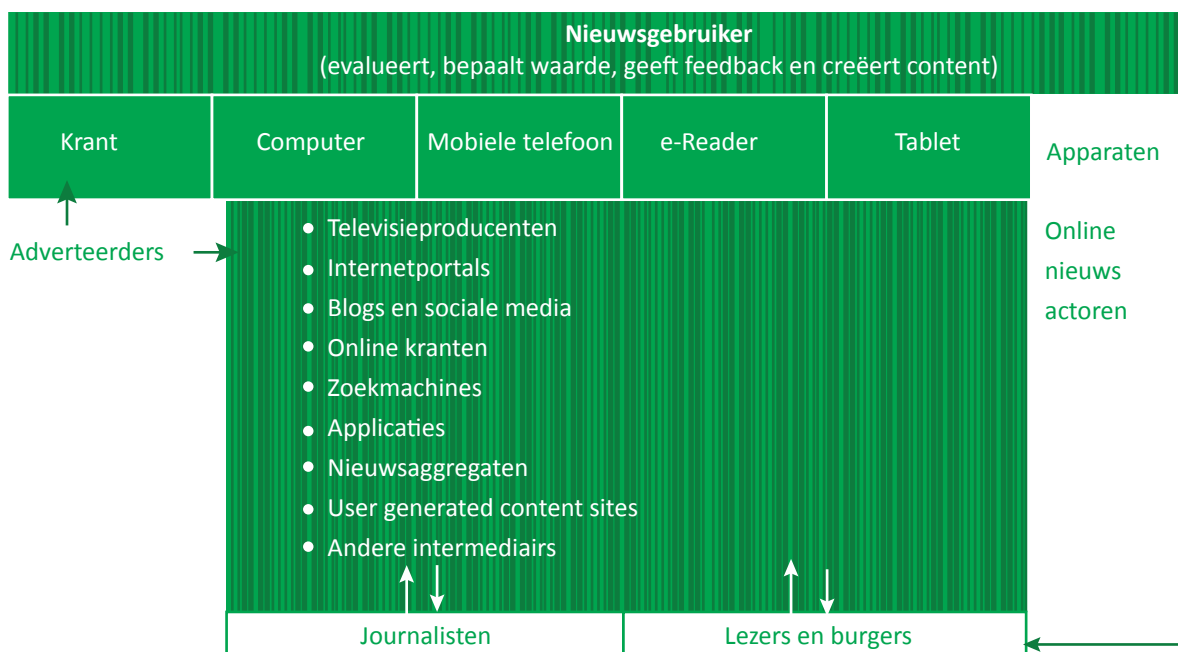 Nieuwsgebruiker
(evalueert, bepaalt waarde, geeft feedback en creëert content)
Krant
Computer
Mobiele telefoon
e-Reader
Tablet
Apparaten
Adverteerders
• Televisieproducenten
• Internetportals
• Blogs en sociale media
• Online kranten
• Zoekmachines
• Applicaties
• Nieuwsaggregaten
• User generated content sites
• Andere intermediairs
Online
nieuws
actoren
Journalisten
Lezers en burgers